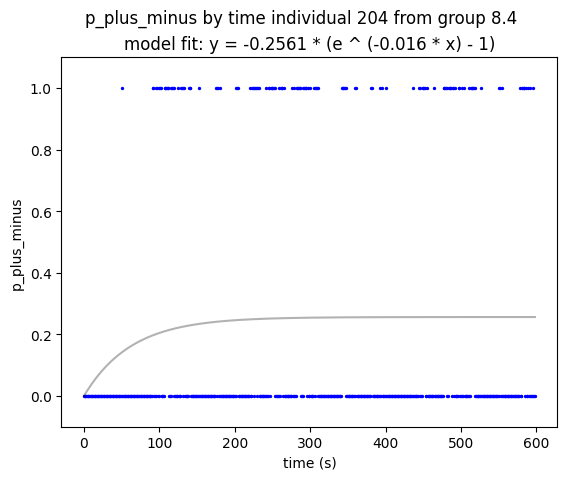 p_plus_minus by time individual 204 from group 8.4
model fit: y = -0.2561 * (e ^ (-0.016 * x) - 1)
1.0
0.8
0.6
0.4
0.2
0.0
p_plus_minus
0 100 200 300 400 500 600
time (s)